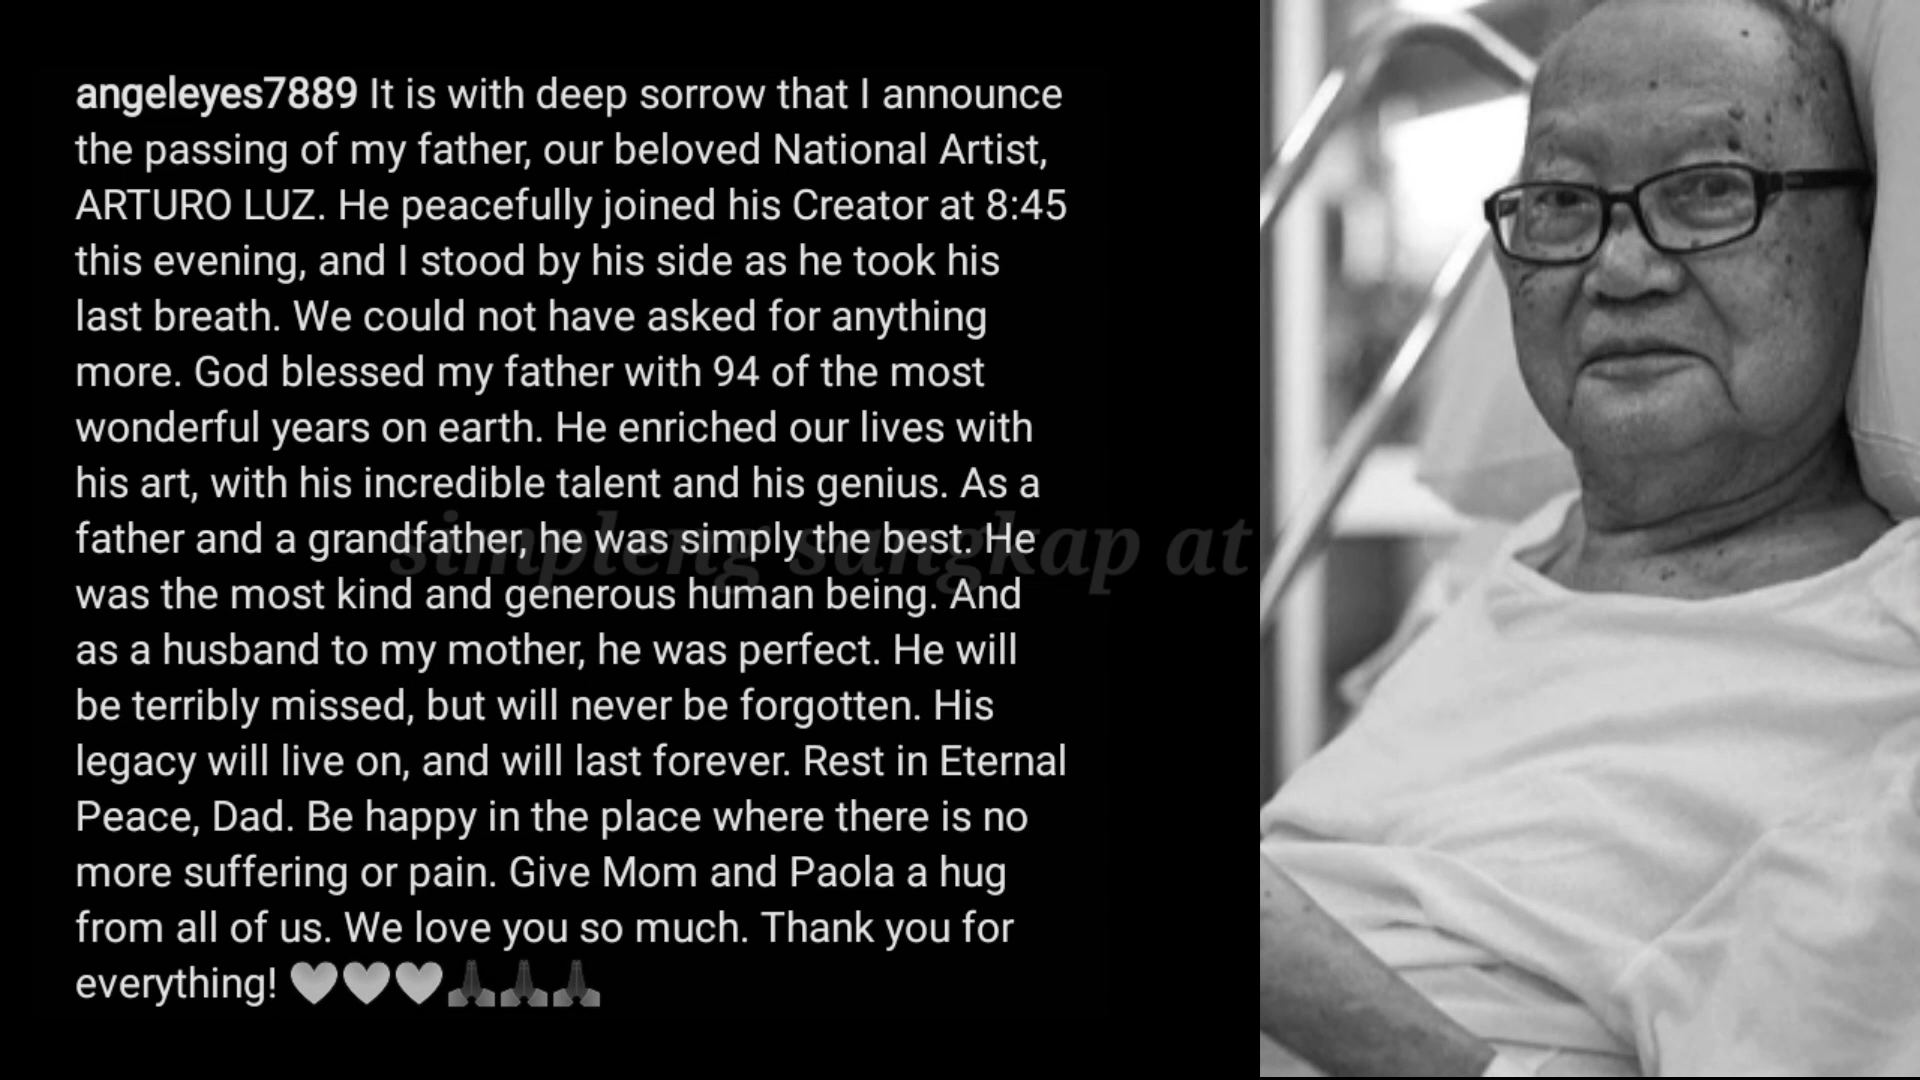 angeleyes7889 It is with deep sorrow that I announce
the passing of my father, our beloved National Artist,
ARTURO LUZ. He peacefully joined his Creator at 8:45
this evening, and I stood by his side as he took his
last breath. We could not have asked for anything
more. God blessed my father with 94 of the most
wonderful years on earth. He enriched our lives with
his art, with his incredible talent and his genius. As a
father and a grandfather, he was simply the best. He
simpleng sangkap at
was the most kind and generous human being. And
as a husband to my mother, he was perfect. He will
be terribly missed, but will never be forgotten. His
legacy will live on, and will last forever. Rest in Eternal
Peace, Dad. Be happy in the place where there is no
more suffering or pain. Give Mom and Paola a hug
from all of us. We love you so much. Thank you for
everything! 🤍🤍🤍🙏🏿🙏🏿🙏🏿